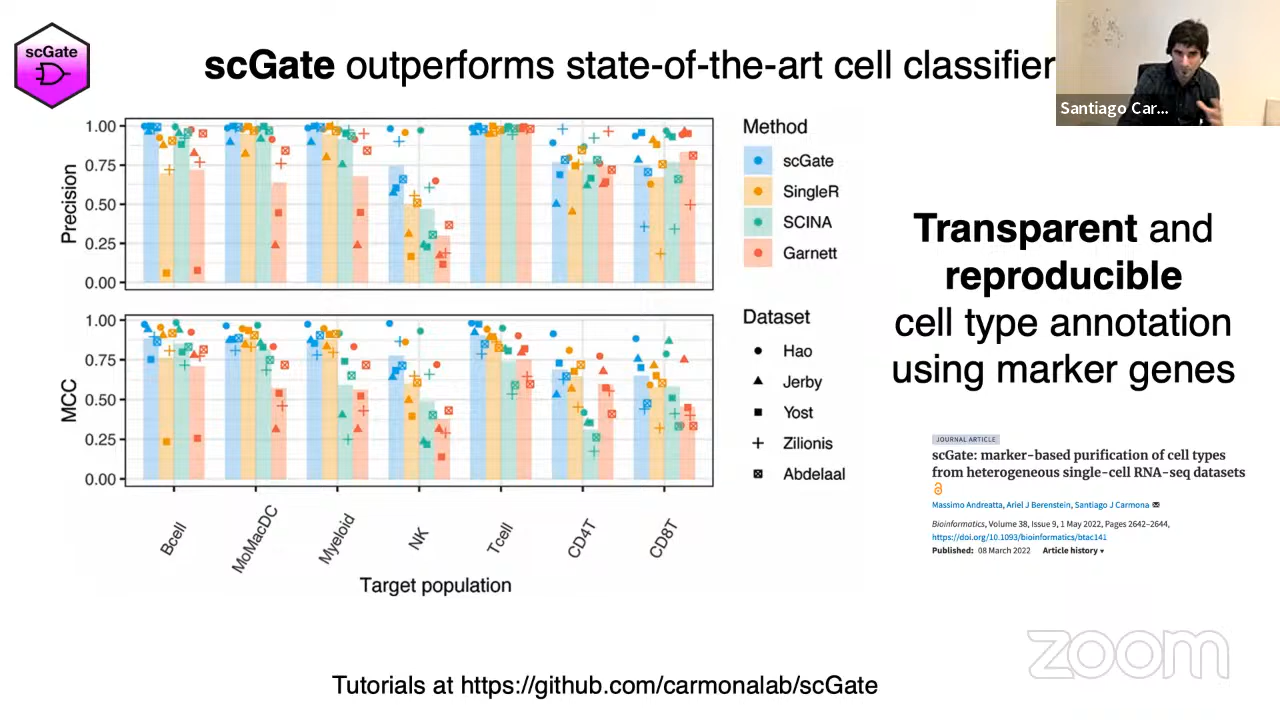 scGate
scGate outperforms state-of-the-art cell classifier
Santiago Car...
1.00
0.75
0.50
0.25
0.00
Precision
1.00
0.75
0.50
0.25
0.00
MCC
Bcell
MoMacDC
Myeloid
NK
Tcell
CD4T
CD8T
Target population
Method
scGate
SingleR
SCINA
Garnett
Dataset
Hao
Jerby
Yost
Zilionis
Abdelaal
Transparent and
reproducible
cell type annotation
using marker genes
JOURNAL ARTICLE
scGate: marker-based purification of cell types
from heterogeneous single-cell RNA-seq datasets
Massimo Andreatta, Ariel J Berenstein, Santiago J Carmona
Bioinformatics, Volume 38, Issue 9, 1 May 2022, Pages 2642–2644,
https://doi.org/10.1093/bioinformatics/btac141
Published: 08 March 2022 Article history
zoom
Tutorials at https://github.com/carmonalab/scGate